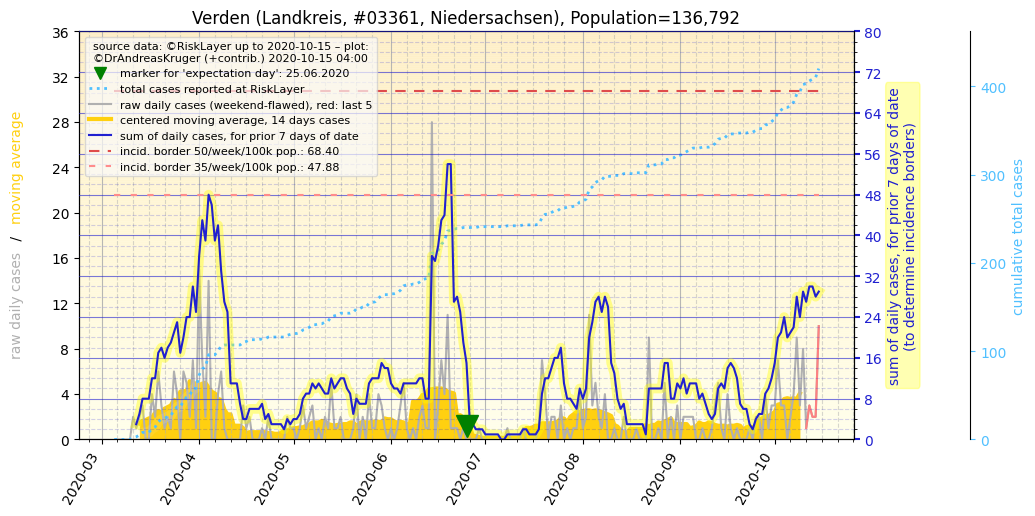 Verden (Landkreis, #03361, Niedersachsen), Population=136,792
source data: ©RiskLayer up to 2020-10-15 – plot:
©DrAndreasKruger (+contrib.) 2020-10-15 04:00
marker for 'expectation day': 25.06.2020
total cases reported at RiskLayer
raw daily cases (weekend-flawed), red: last 5
centered moving average, 14 days cases
sum of daily cases, for prior 7 days of date
incid. border 50/week/100k pop.: 68.40
incid. border 35/week/100k pop.: 47.88
raw daily cases / moving average
36
32
28
24
20
16
12
8
4
0
2020-03
2020-04
2020-05
2020-06
2020-07
2020-08
2020-09
2020-10
80
72
64
56
48
40
32
24
16
8
0
sum of daily cases, for prior 7 days of date
(to determine incidence borders)
400
300
200
100
0
cumulative total cases